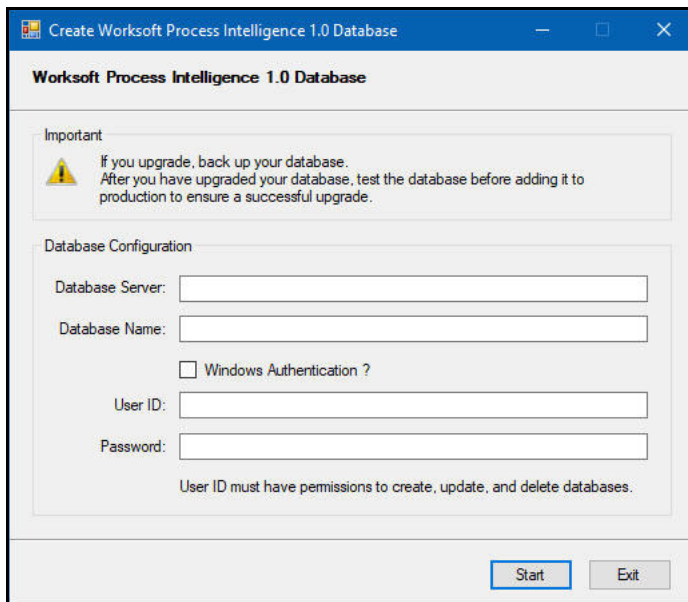 Create Worksoft Process Intelligence 1.0 Database
Worksoft Process Intelligence 1.0 Database
Important
If you upgrade, back up your database.
After you have upgraded your database, test the database before adding it to
production to ensure a successful upgrade.
Database Configuration
Database Server:
Database Name:
Windows Authentication ?
User ID:
Password:
User ID must have permissions to create, update, and delete databases.
Start Exit